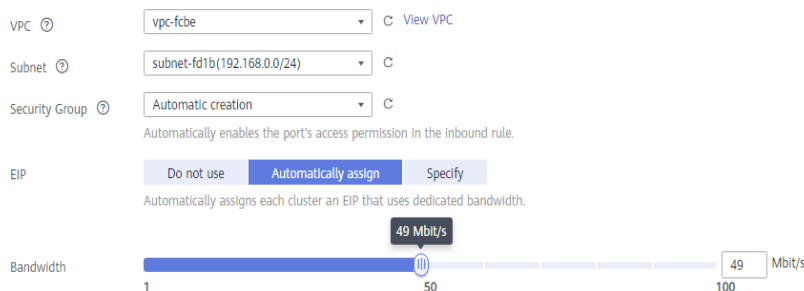 VPC vpc-fcbe View VPC
Subnet subnet-fd1b(192.168.0.0/24)
Security Group Automatic creation
Automatically enables the port's access permission in the inbound rule.
EIP Do not use Automatically assign Specify
Automatically assigns each cluster an EIP that uses dedicated bandwidth.
49 Mbit/s
Bandwidth 49 Mbit/s
1 50 100